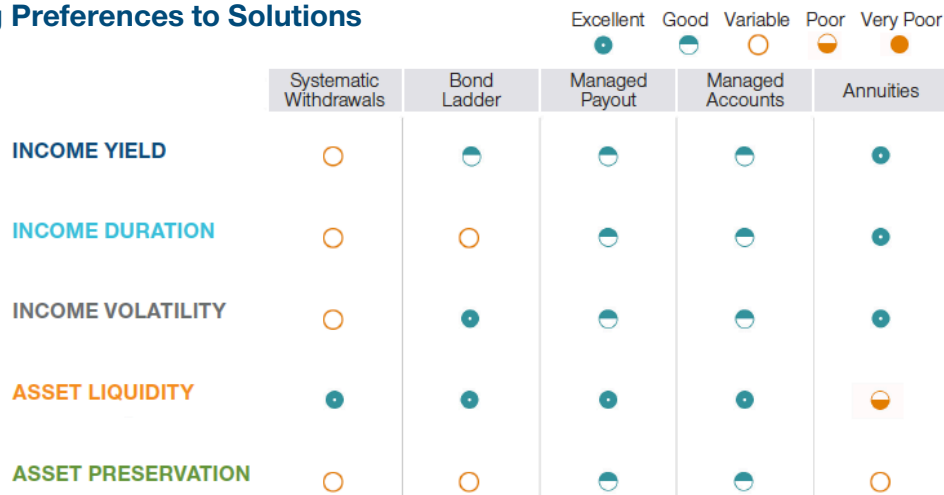 g Preferences to Solutions
Excellent Good Variable Poor Very Poor
Systematic Withdrawals
Bond Ladder
Managed Payout
Managed Accounts
Annuities
INCOME YIELD
INCOME DURATION
INCOME VOLATILITY
ASSET LIQUIDITY
ASSET PRESERVATION